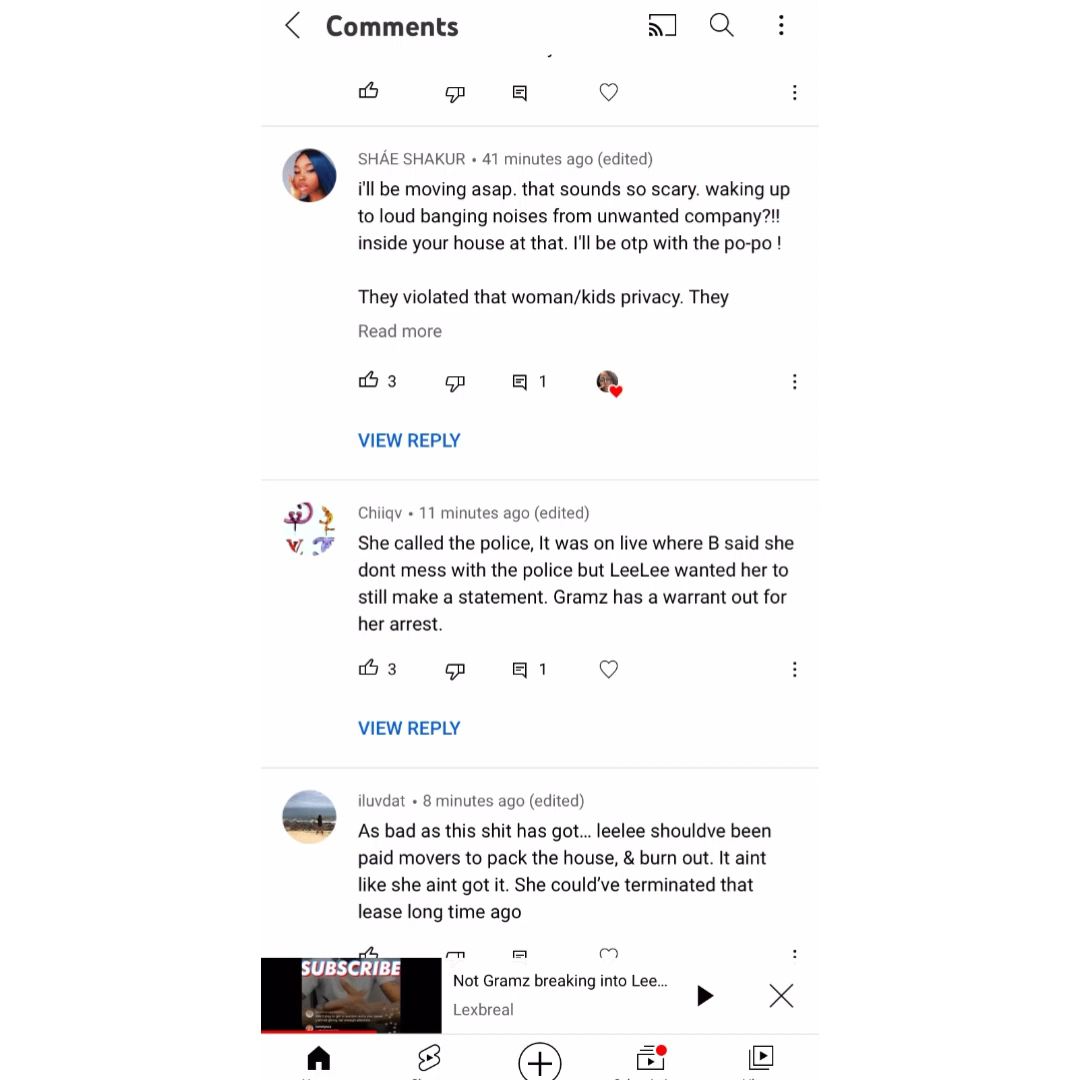 Comments
SHÁE SHAKUR • 41 minutes ago (edited)
i'll be moving asap. that sounds so scary. waking up
to loud banging noises from unwanted company?!!
inside your house at that. I'll be otp with the po-po !
They violated that woman/kids privacy. They
Read more
3
1
VIEW REPLY
Chiiqv • 11 minutes ago (edited)
She called the police, It was on live where B said she
dont mess with the police but LeeLee wanted her to
still make a statement. Gramz has a warrant out for
her arrest.
3
1
VIEW REPLY
iluvdat • 8 minutes ago (edited)
As bad as this shit has got... leelee shouldve been
paid movers to pack the house, & burn out. It aint
like she aint got it. She could’ve terminated that
lease long time ago
SUBSCRIBE
Not Gramz breaking into Lee...
Lexbreal